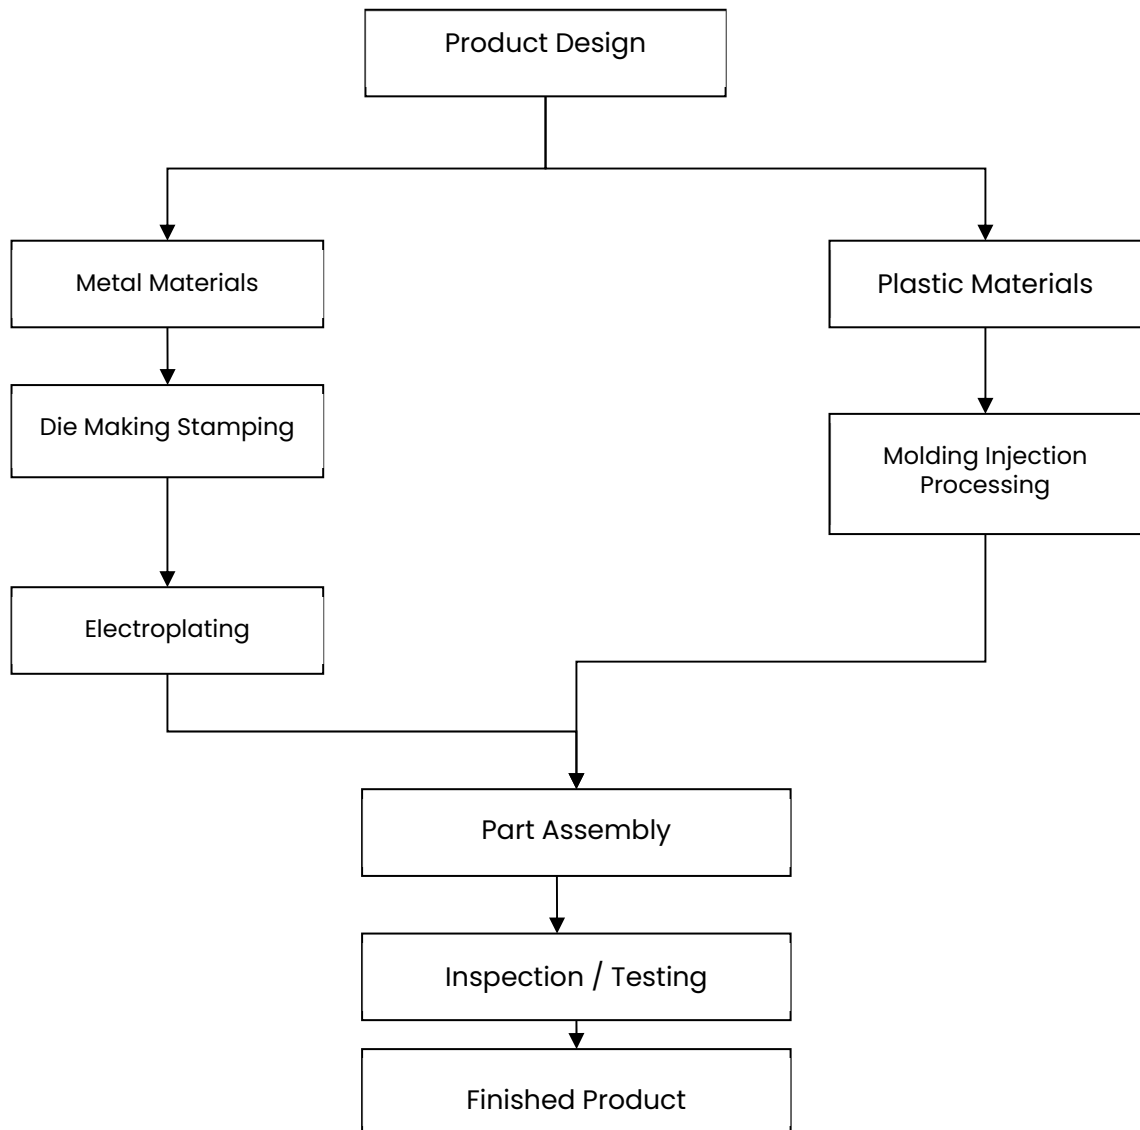 Product Design
Metal Materials
Plastic Materials
Die Making Stamping
Molding Injection
Processing
Electroplating
Part Assembly
Inspection / Testing
Finished Product